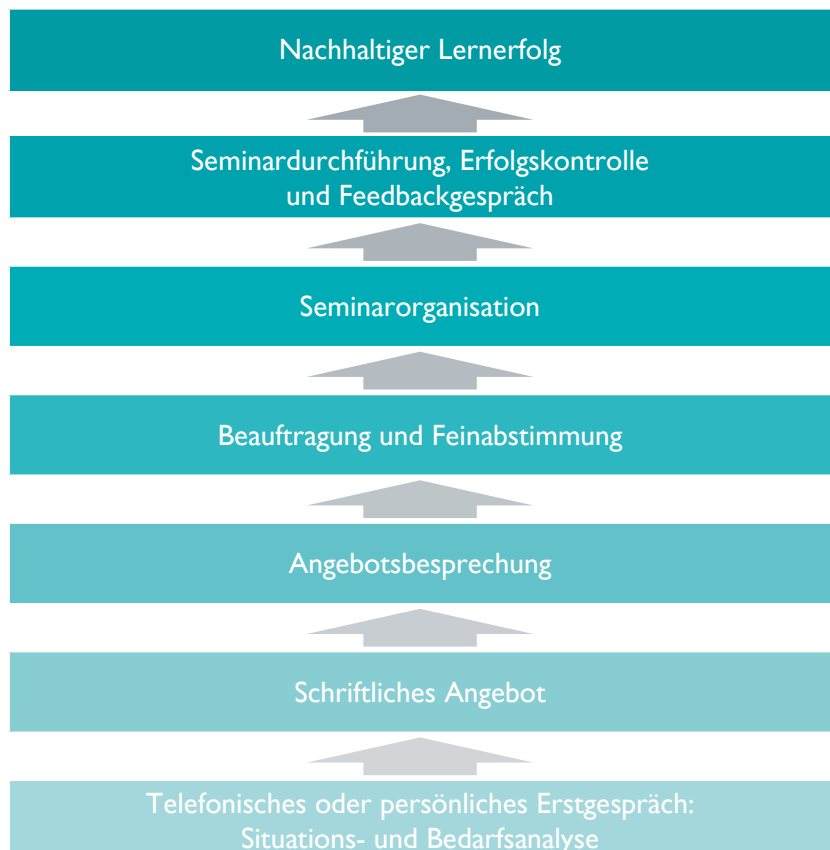 Nachhaltiger Lernerfolg
Seminardurchführung, Erfolgskontrolle
und Feedbackgespräch
Seminarorganisation
Beauftragung und Feinabstimmung
Angebotsbesprechung
Schriftliches Angebot
Telefonisches oder persönliches Erstgespräch:
Situations- und Bedarfsanalyse